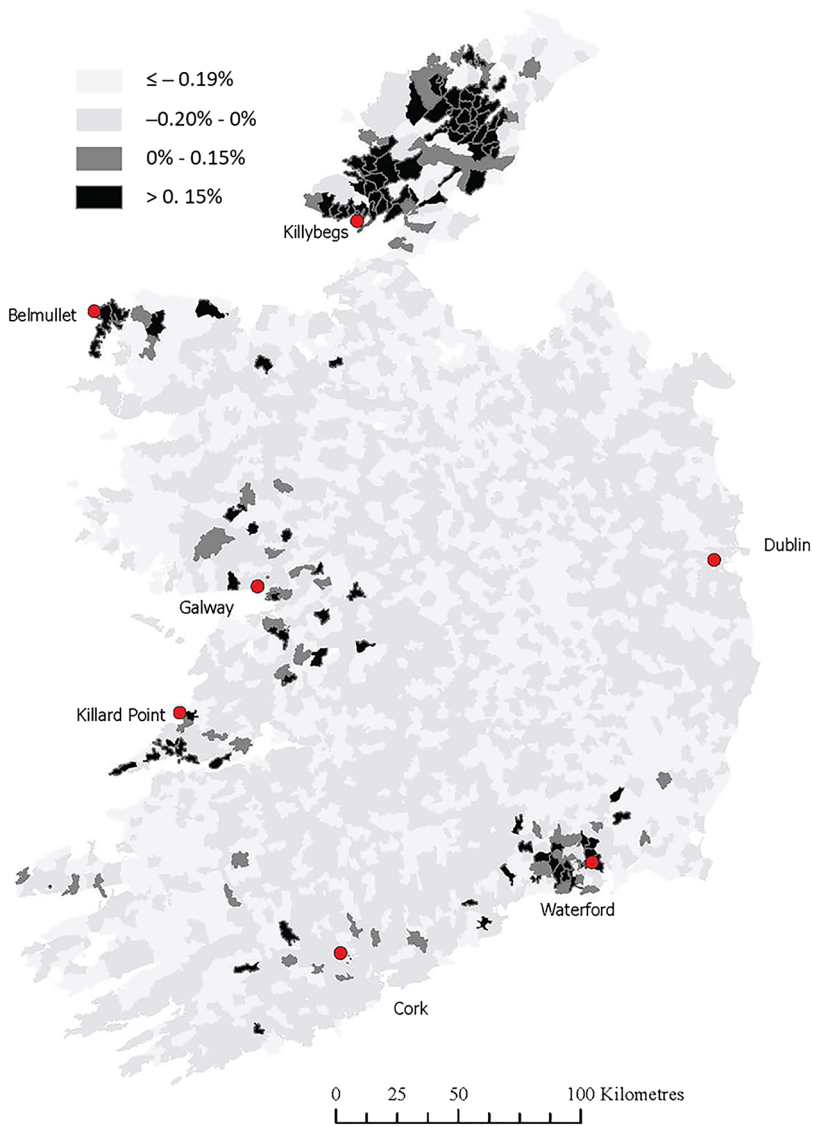 ≤ – 0.19%
–0.20% - 0%
0% - 0.15%
> 0. 15%
Killybegs
Belmullet
Dublin
Galway
Killard Point
Waterford
Cork
0 25 50 100 Kilometres